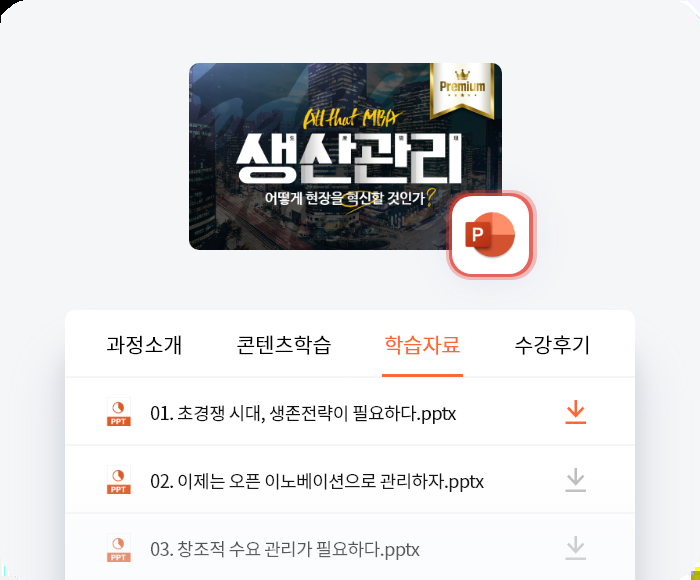 Premium
All that MBA
생산관리
어떻게 현장을 혁신할 것인가?
P
과정소개 콘텐츠학습 학습자료 수강후기
PPT 01. 초경쟁 시대, 생존전략이 필요하다.pptx
PPT 02. 이제는 오픈 이노베이션으로 관리하자.pptx
PPT 03. 창조적 수요 관리가 필요하다.pptx